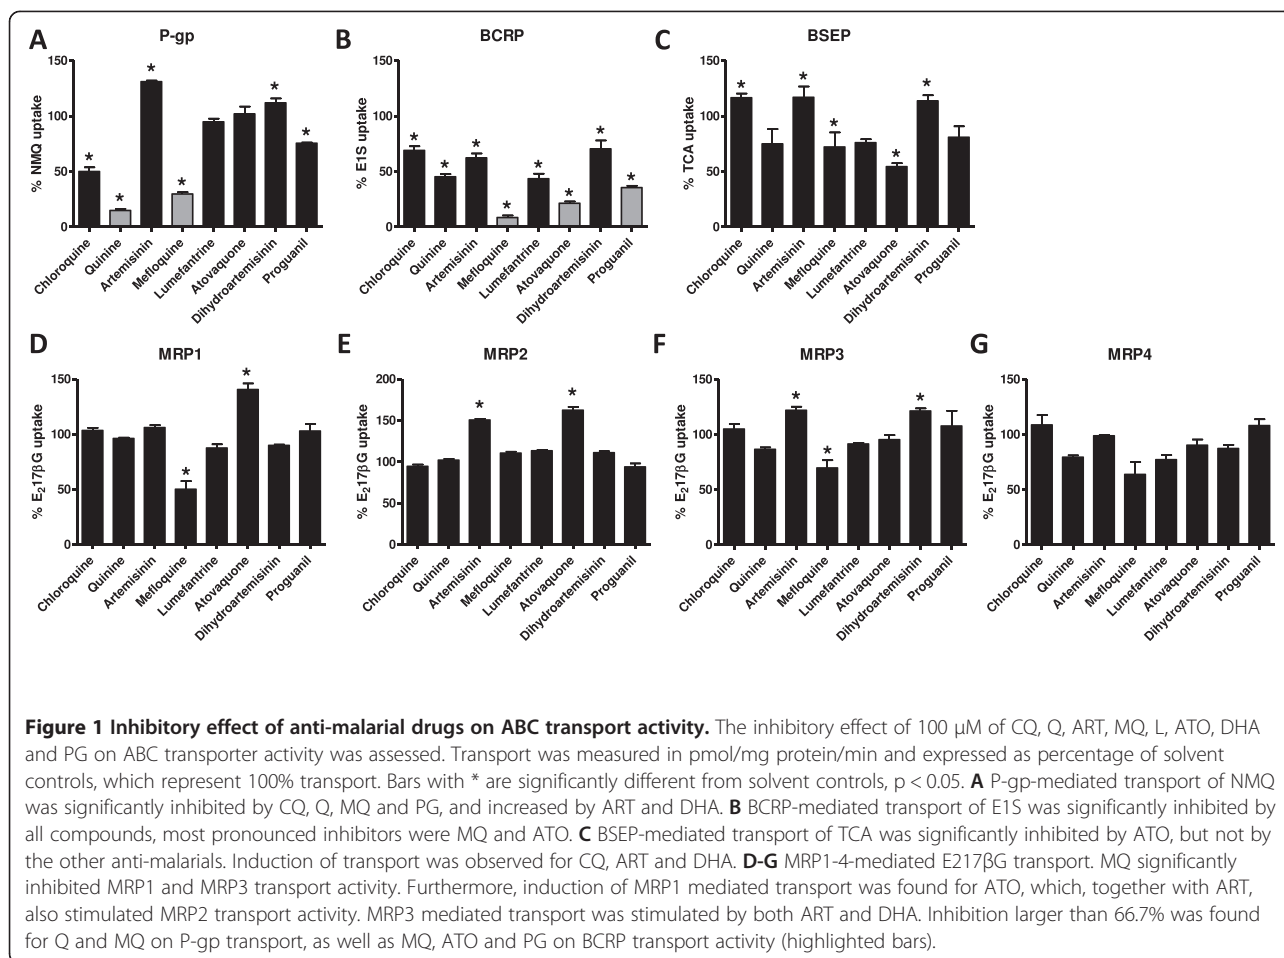 A
P-gp
% NMQ uptake
150
100
50
0
*
*
*
*
*
*
Chloroquine
Quinine
Artemisinin
Mefloquine
Lumefantrine
Atovaquone
Dihydroartemisinin
Proguanil
B
BCRP
% E1S uptake
150
100
50
0
*
*
*
*
*
*
*
*
Chloroquine
Quinine
Artemisinin
Mefloquine
Lumefantrine
Atovaquone
Dihydroartemisinin
Proguanil
C
BSEP
% TCA uptake
150
100
50
0
*
*
*
*
*
Chloroquine
Quinine
Artemisinin
Mefloquine
Lumefantrine
Atovaquone
Dihydroartemisinin
Proguanil
D
MRP1
% E₂17βG uptake
150
100
50
0
*
*
Chloroquine
Quinine
Artemisinin
Mefloquine
Lumefantrine
Atovaquone
Dihydroartemisinin
Proguanil
E
MRP2
% E₂17βG uptake
200
150
100
50
0
*
*
Chloroquine
Quinine
Artemisinin
Mefloquine
Lumefantrine
Atovaquone
Dihydroartemisinin
Proguanil
F
MRP3
% E₂17βG uptake
150
100
50
0
*
*
*
Chloroquine
Quinine
Artemisinin
Mefloquine
Lumefantrine
Atovaquone
Dihydroartemisinin
Proguanil
G
MRP4
% E₂17βG uptake
150
100
50
0
Chloroquine
Quinine
Artemisinin
Mefloquine
Lumefantrine
Atovaquone
Dihydroartemisinin
Proguanil
Figure 1 Inhibitory effect of anti-malarial drugs on ABC transport activity. The inhibitory effect of 100 μM of CQ, Q, ART, MQ, L, ATO, DHA
and PG on ABC transporter activity was assessed. Transport was measured in pmol/mg protein/min and expressed as percentage of solvent
controls, which represent 100% transport. Bars with * are significantly different from solvent controls, p < 0.05. A P-gp-mediated transport of NMQ
was significantly inhibited by CQ, Q, MQ and PG, and increased by ART and DHA. B BCRP-mediated transport of E1S was significantly inhibited by
all compounds, most pronounced inhibitors were MQ and ATO. C BSEP-mediated transport of TCA was significantly inhibited by ATO, but not by
the other anti-malarials. Induction of transport was observed for CQ, ART and DHA. D-G MRP1-4-mediated E217βG transport. MQ significantly
inhibited MRP1 and MRP3 transport activity. Furthermore, induction of MRP1 mediated transport was found for ATO, which, together with ART,
also stimulated MRP2 transport activity. MRP3 mediated transport was stimulated by both ART and DHA. Inhibition larger than 66.7% was found
for Q and MQ on P-gp transport, as well as MQ, ATO and PG on BCRP transport activity (highlighted bars).